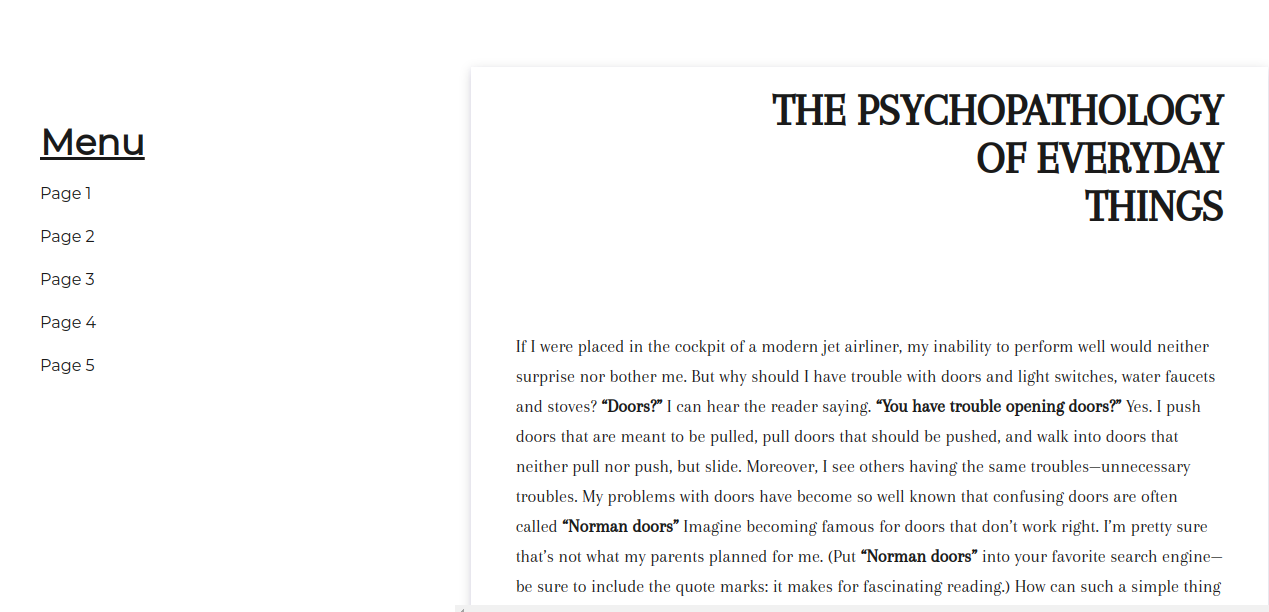 Menu
Page 1
Page 2
Page 3
Page 4
Page 5
THE PSYCHOPATHOLOGY
OF EVERYDAY
THINGS
If I were placed in the cockpit of a modern jet airliner, my inability to perform well would neither
surprise nor bother me. But why should I have trouble with doors and light switches, water faucets
and stoves? “Doors?” I can hear the reader saying. “You have trouble opening doors?” Yes. I push
doors that are meant to be pulled, pull doors that should be pushed, and walk into doors that
neither pull nor push, but slide. Moreover, I see others having the same troubles—unnecessary
troubles. My problems with doors have become so well known that confusing doors are often
called “Norman doors” Imagine becoming famous for doors that don’t work right. I’m pretty sure
that’s not what my parents planned for me. (Put “Norman doors” into your favorite search engine—
be sure to include the quote marks: it makes for fascinating reading.) How can such a simple thing